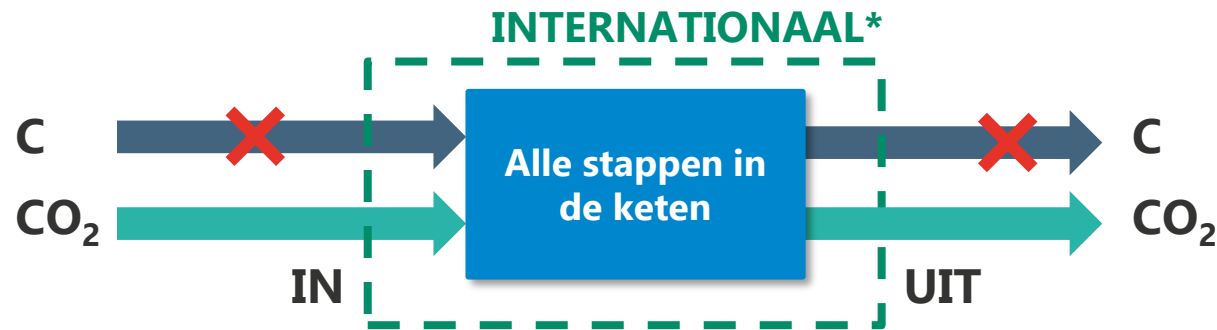 INTERNATIONAAL*
C
Alle stappen in
de keten
C
CO₂
CO₂
IN
UIT